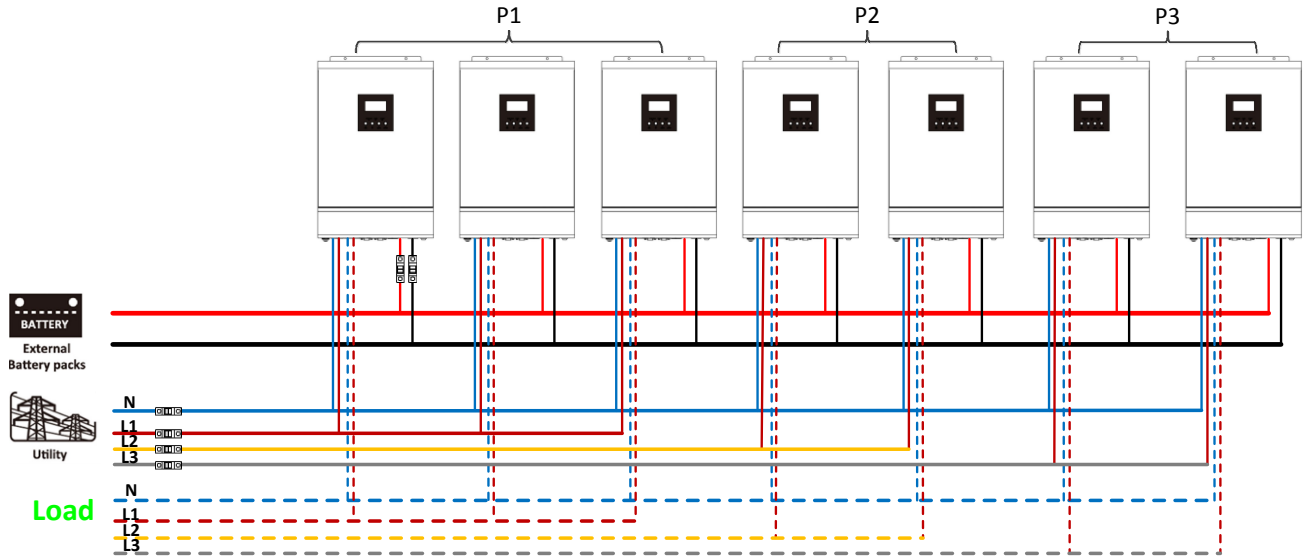 P1
P2
P3
BATTERY
External
Battery packs
N
L1
L2
L3
Utility
N
Load
L1
L2
L3